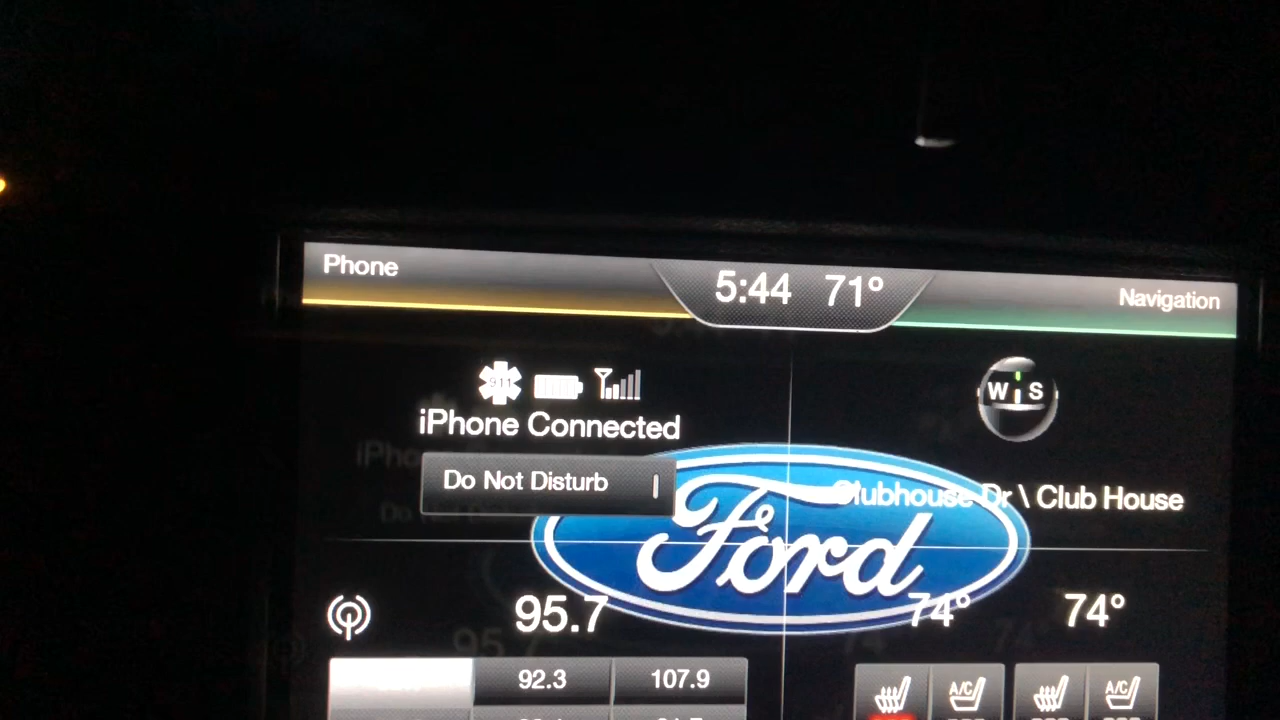 Phone
5:44 71°
Navigation
911
iPhone Connected
Do Not Disturb
W S
Clubhouse Dr \ Club House
Ford
95.7
74° 74°
92.3 107.9
A/C A/C